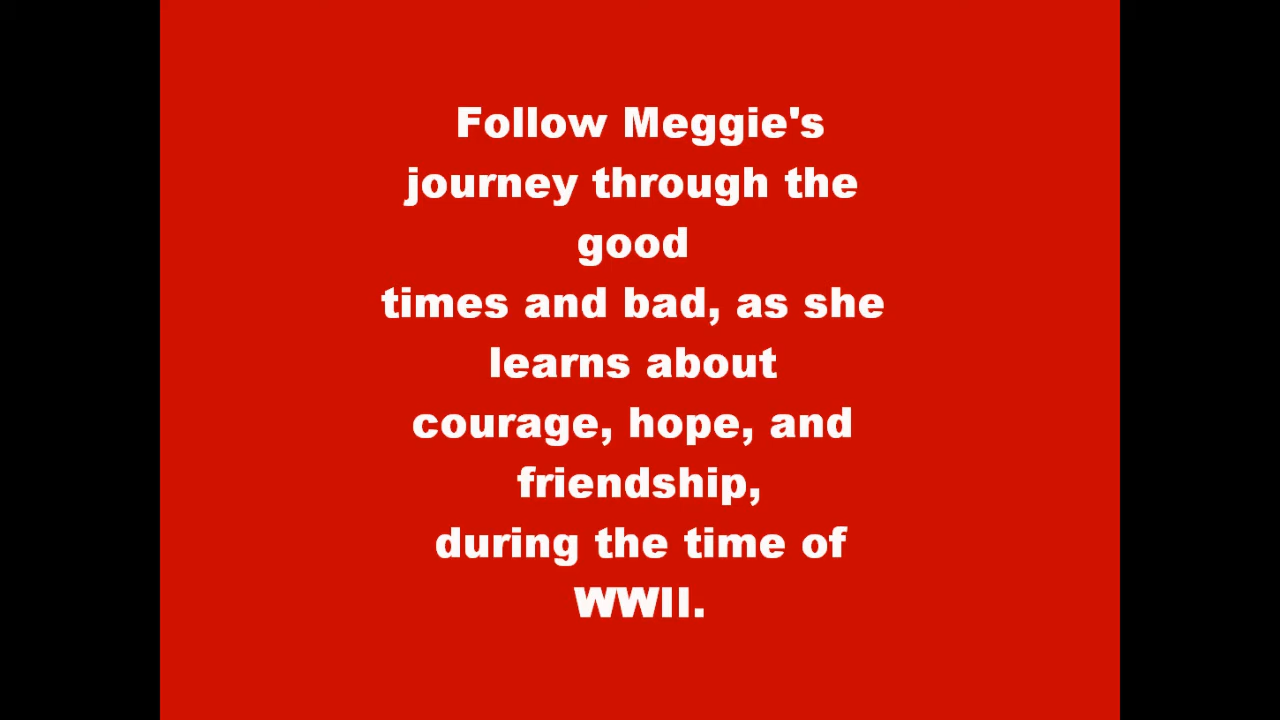 Follow Meggie's
journey through the
good
times and bad, as she
learns about
courage, hope, and
friendship,
during the time of
WWII.